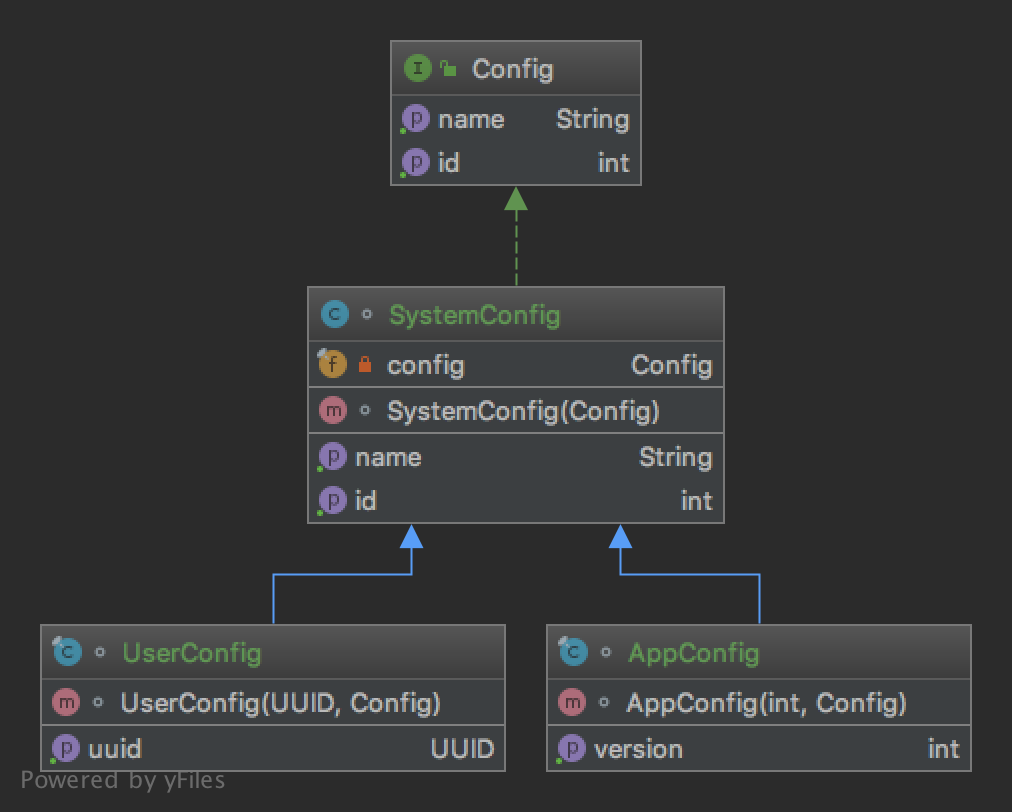 I Config
p name String
p id int
C SystemConfig
f config Config
m SystemConfig(Config)
p name String
p id int
C UserConfig
m UserConfig(UUID, Config)
p uuid UUID
C AppConfig
m AppConfig(int, Config)
p version int
Powered by yFiles